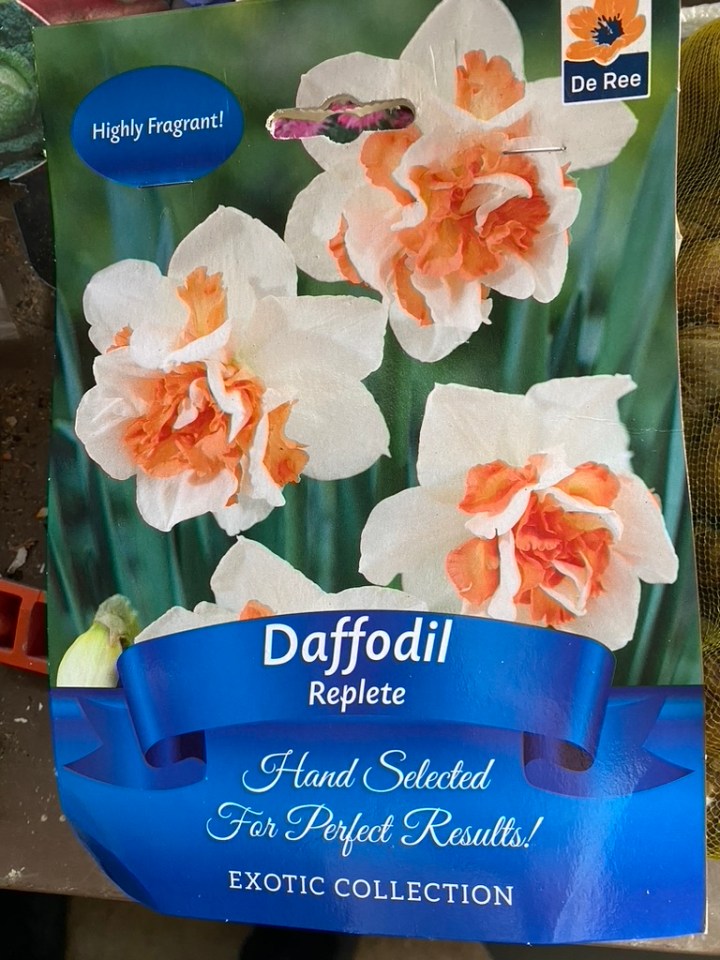 De Ree
Highly Fragrant!
Daffodil
Replete
Hand Selected
For Perfect Results!
EXOTIC COLLECTION